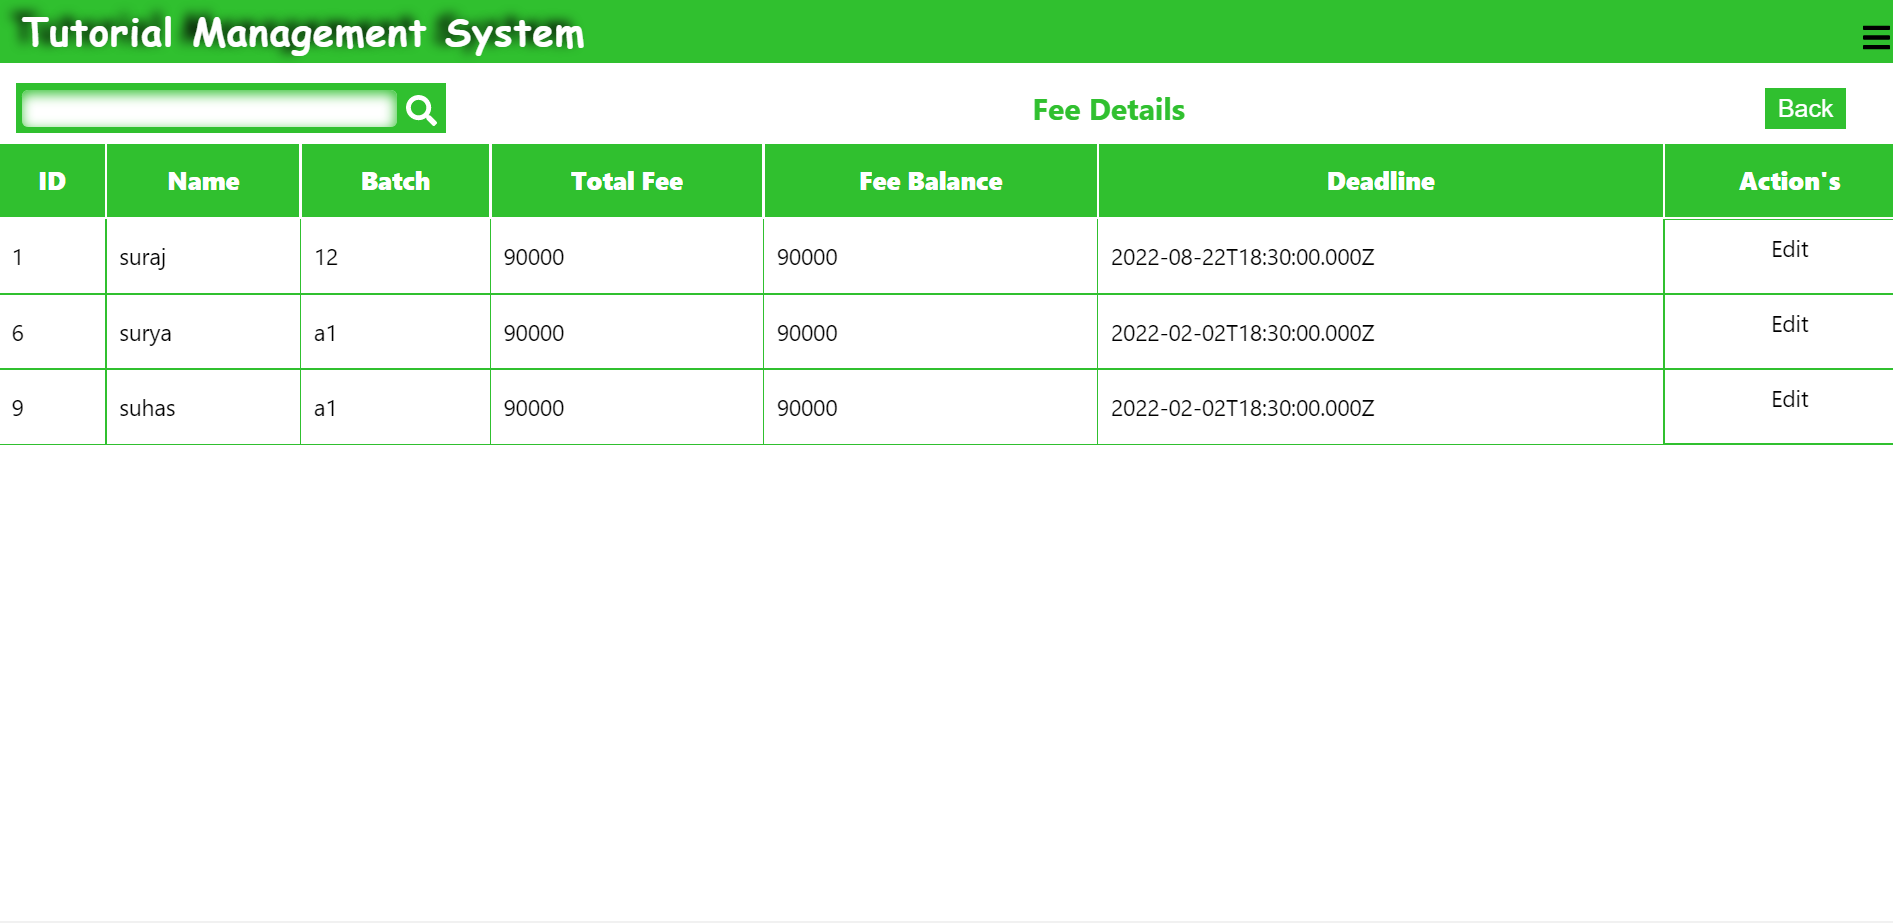 Tutorial Management System
Fee Details Back
ID Name Batch Total Fee Fee Balance Deadline Action's
1 suraj 12 90000 90000 2022-08-22T18:30:00.000Z Edit
6 surya a1 90000 90000 2022-02-02T18:30:00.000Z Edit
9 suhas a1 90000 90000 2022-02-02T18:30:00.000Z Edit